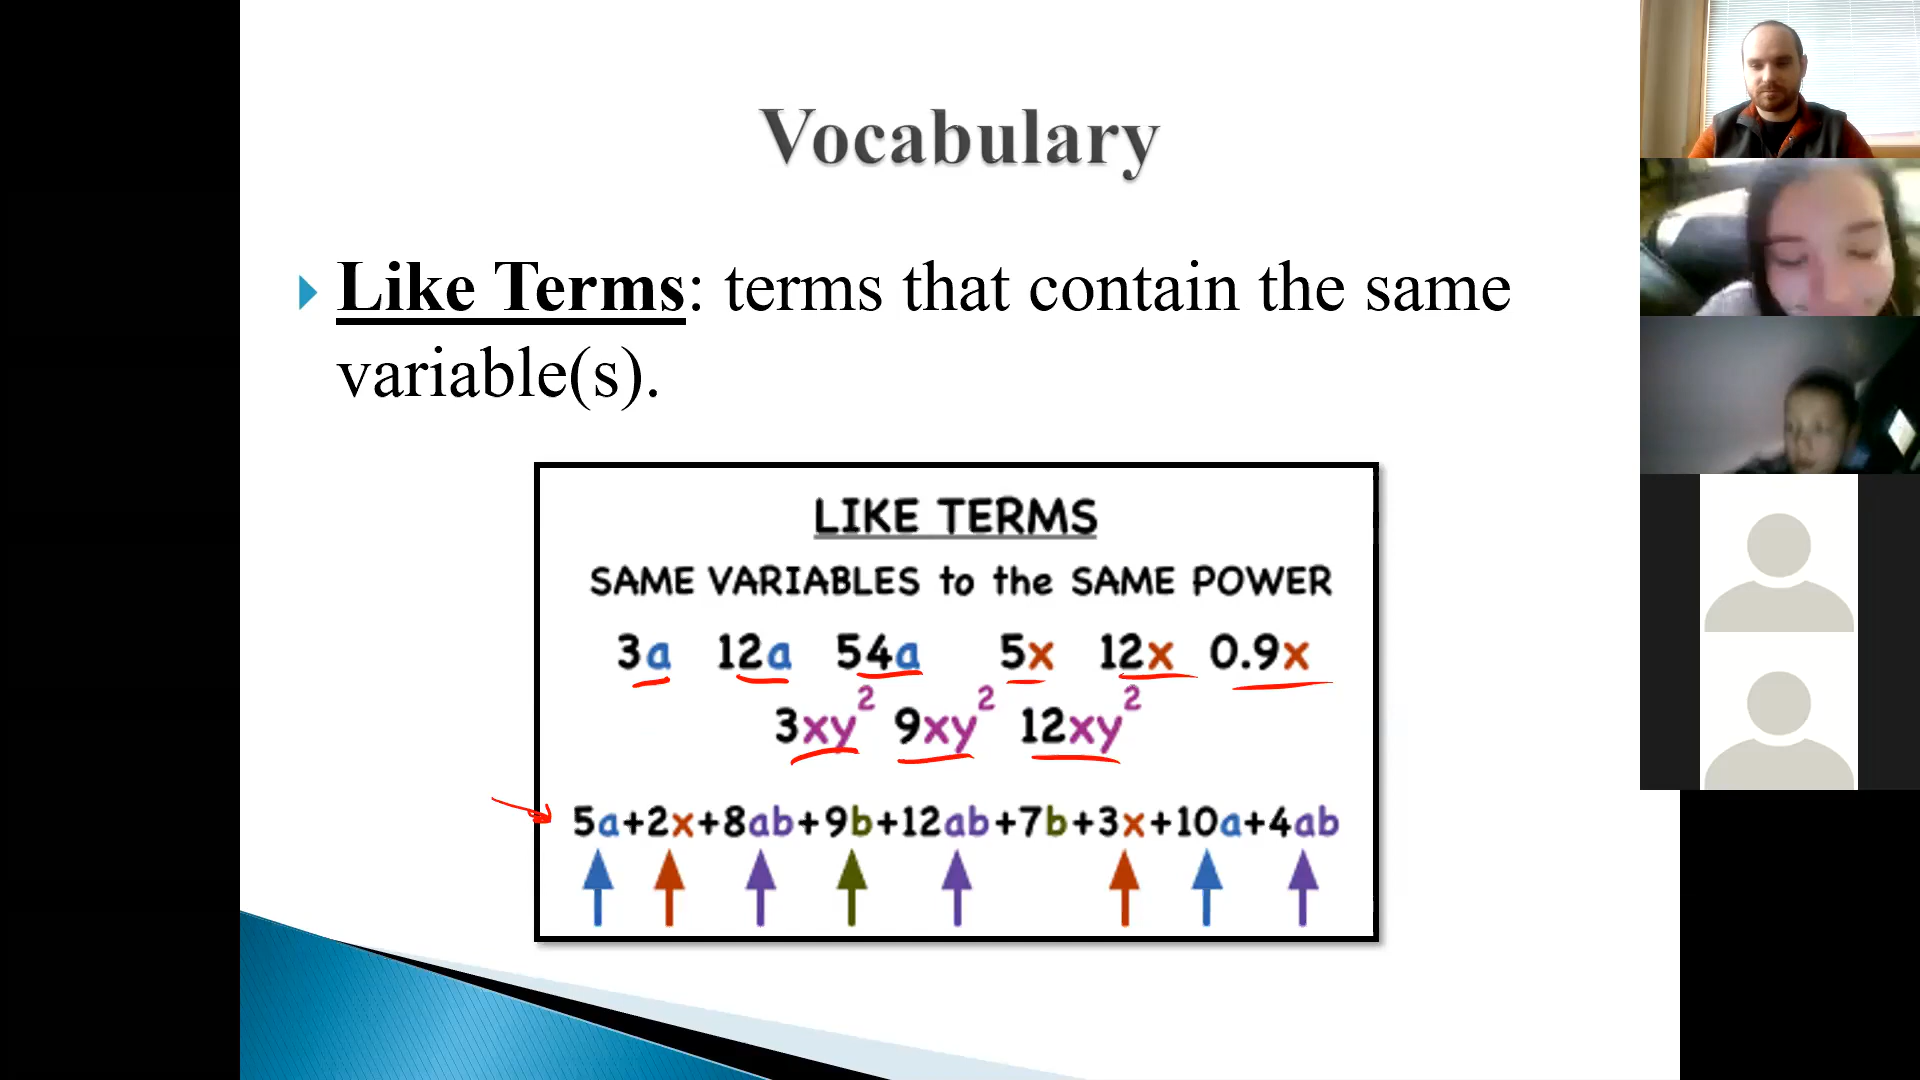 Vocabulary
Like Terms: terms that contain the same
variable(s).
LIKE TERMS
SAME VARIABLES to the SAME POWER
3a 12a 54a 5x 12x 0.9x
3xy² 9xy² 12xy²
5a+2x+8ab+9b+12ab+7b+3x+10a+4ab